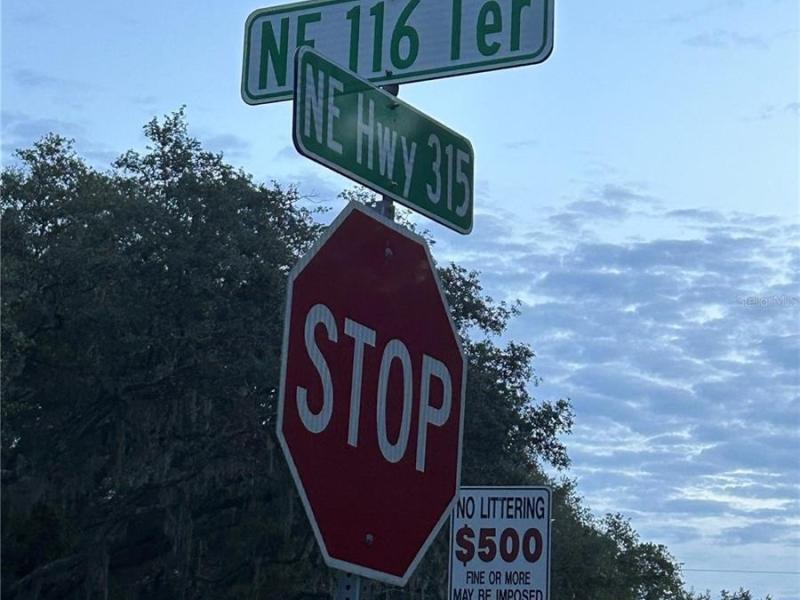 NE 116 Ter
NE Hwy 315
STOP
NO LITTERING
$500
FINE OR MORE
MAY BE IMPOSED